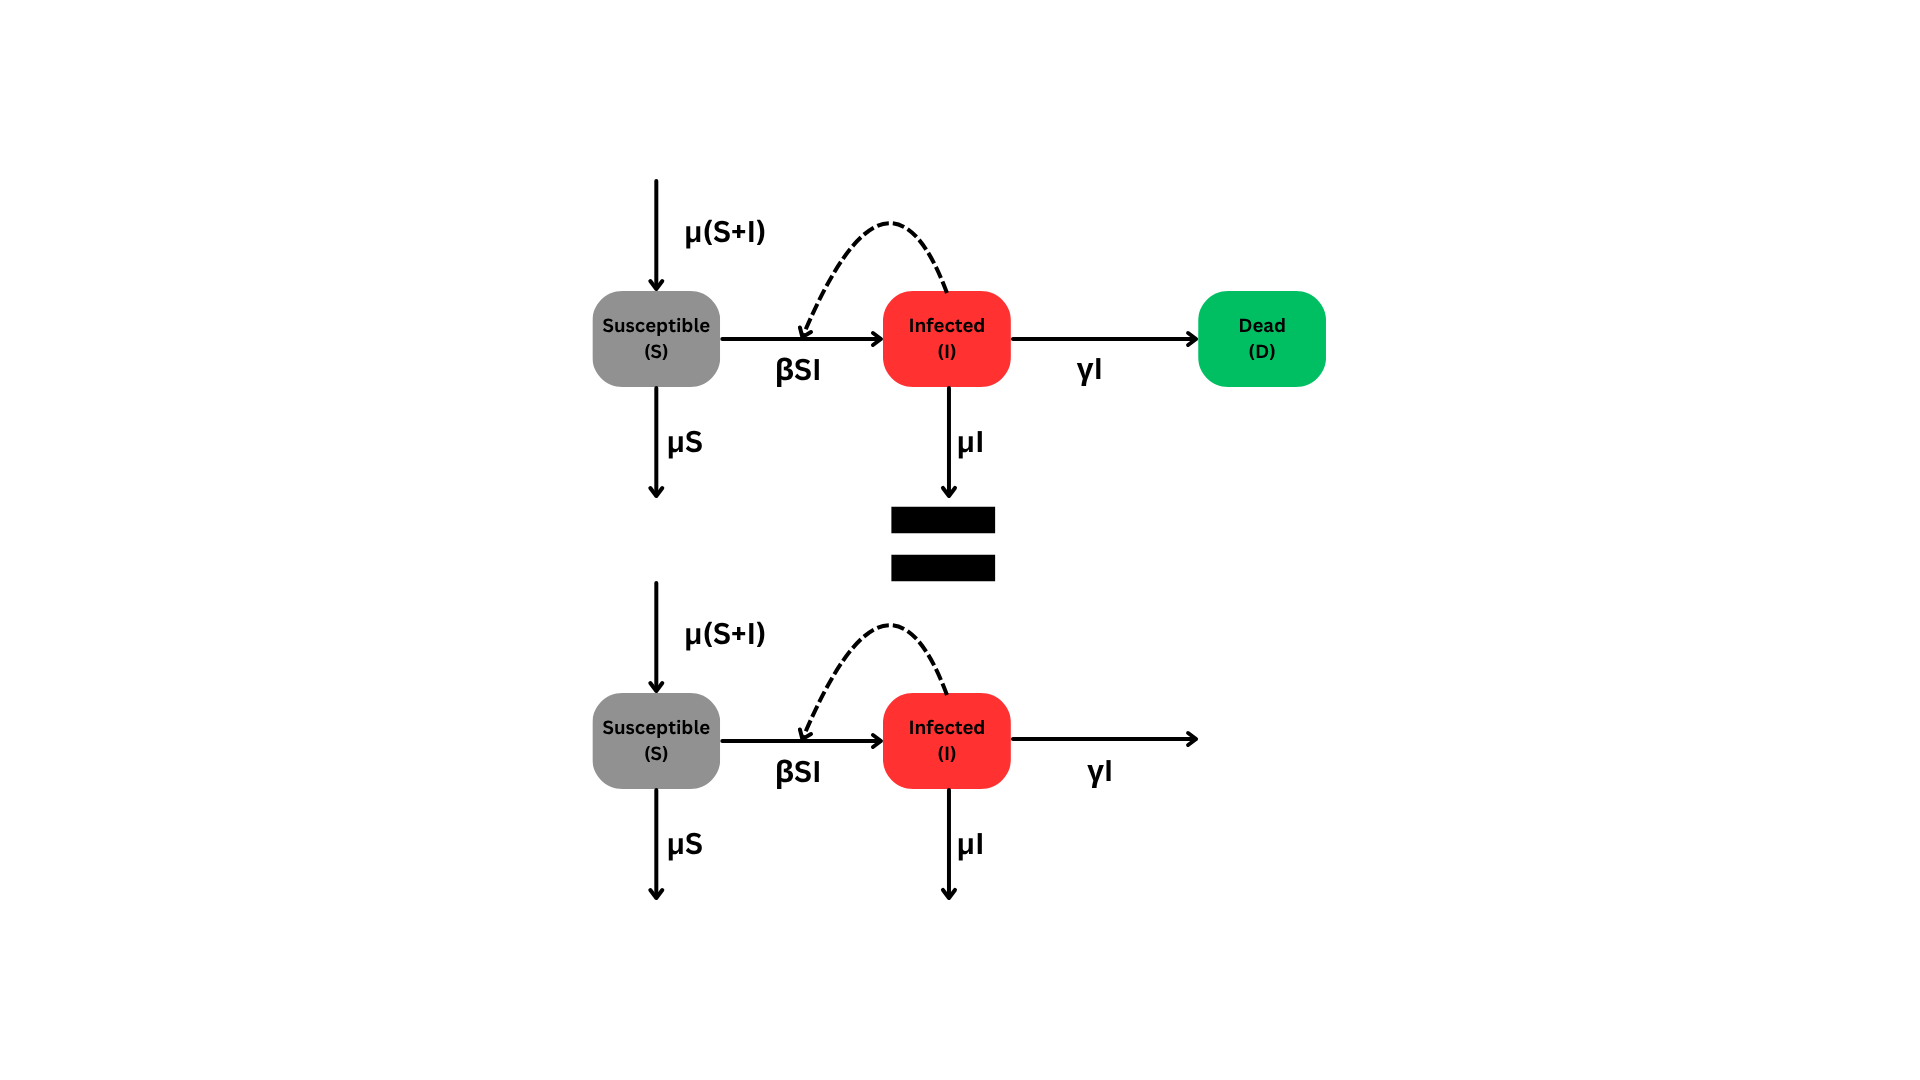 μ(S+I)
Susceptible
(S)
βSI
Infected
(I)
γI
Dead
(D)
μS
μI
μ(S+I)
Susceptible
(S)
βSI
Infected
(I)
γI
μS
μI